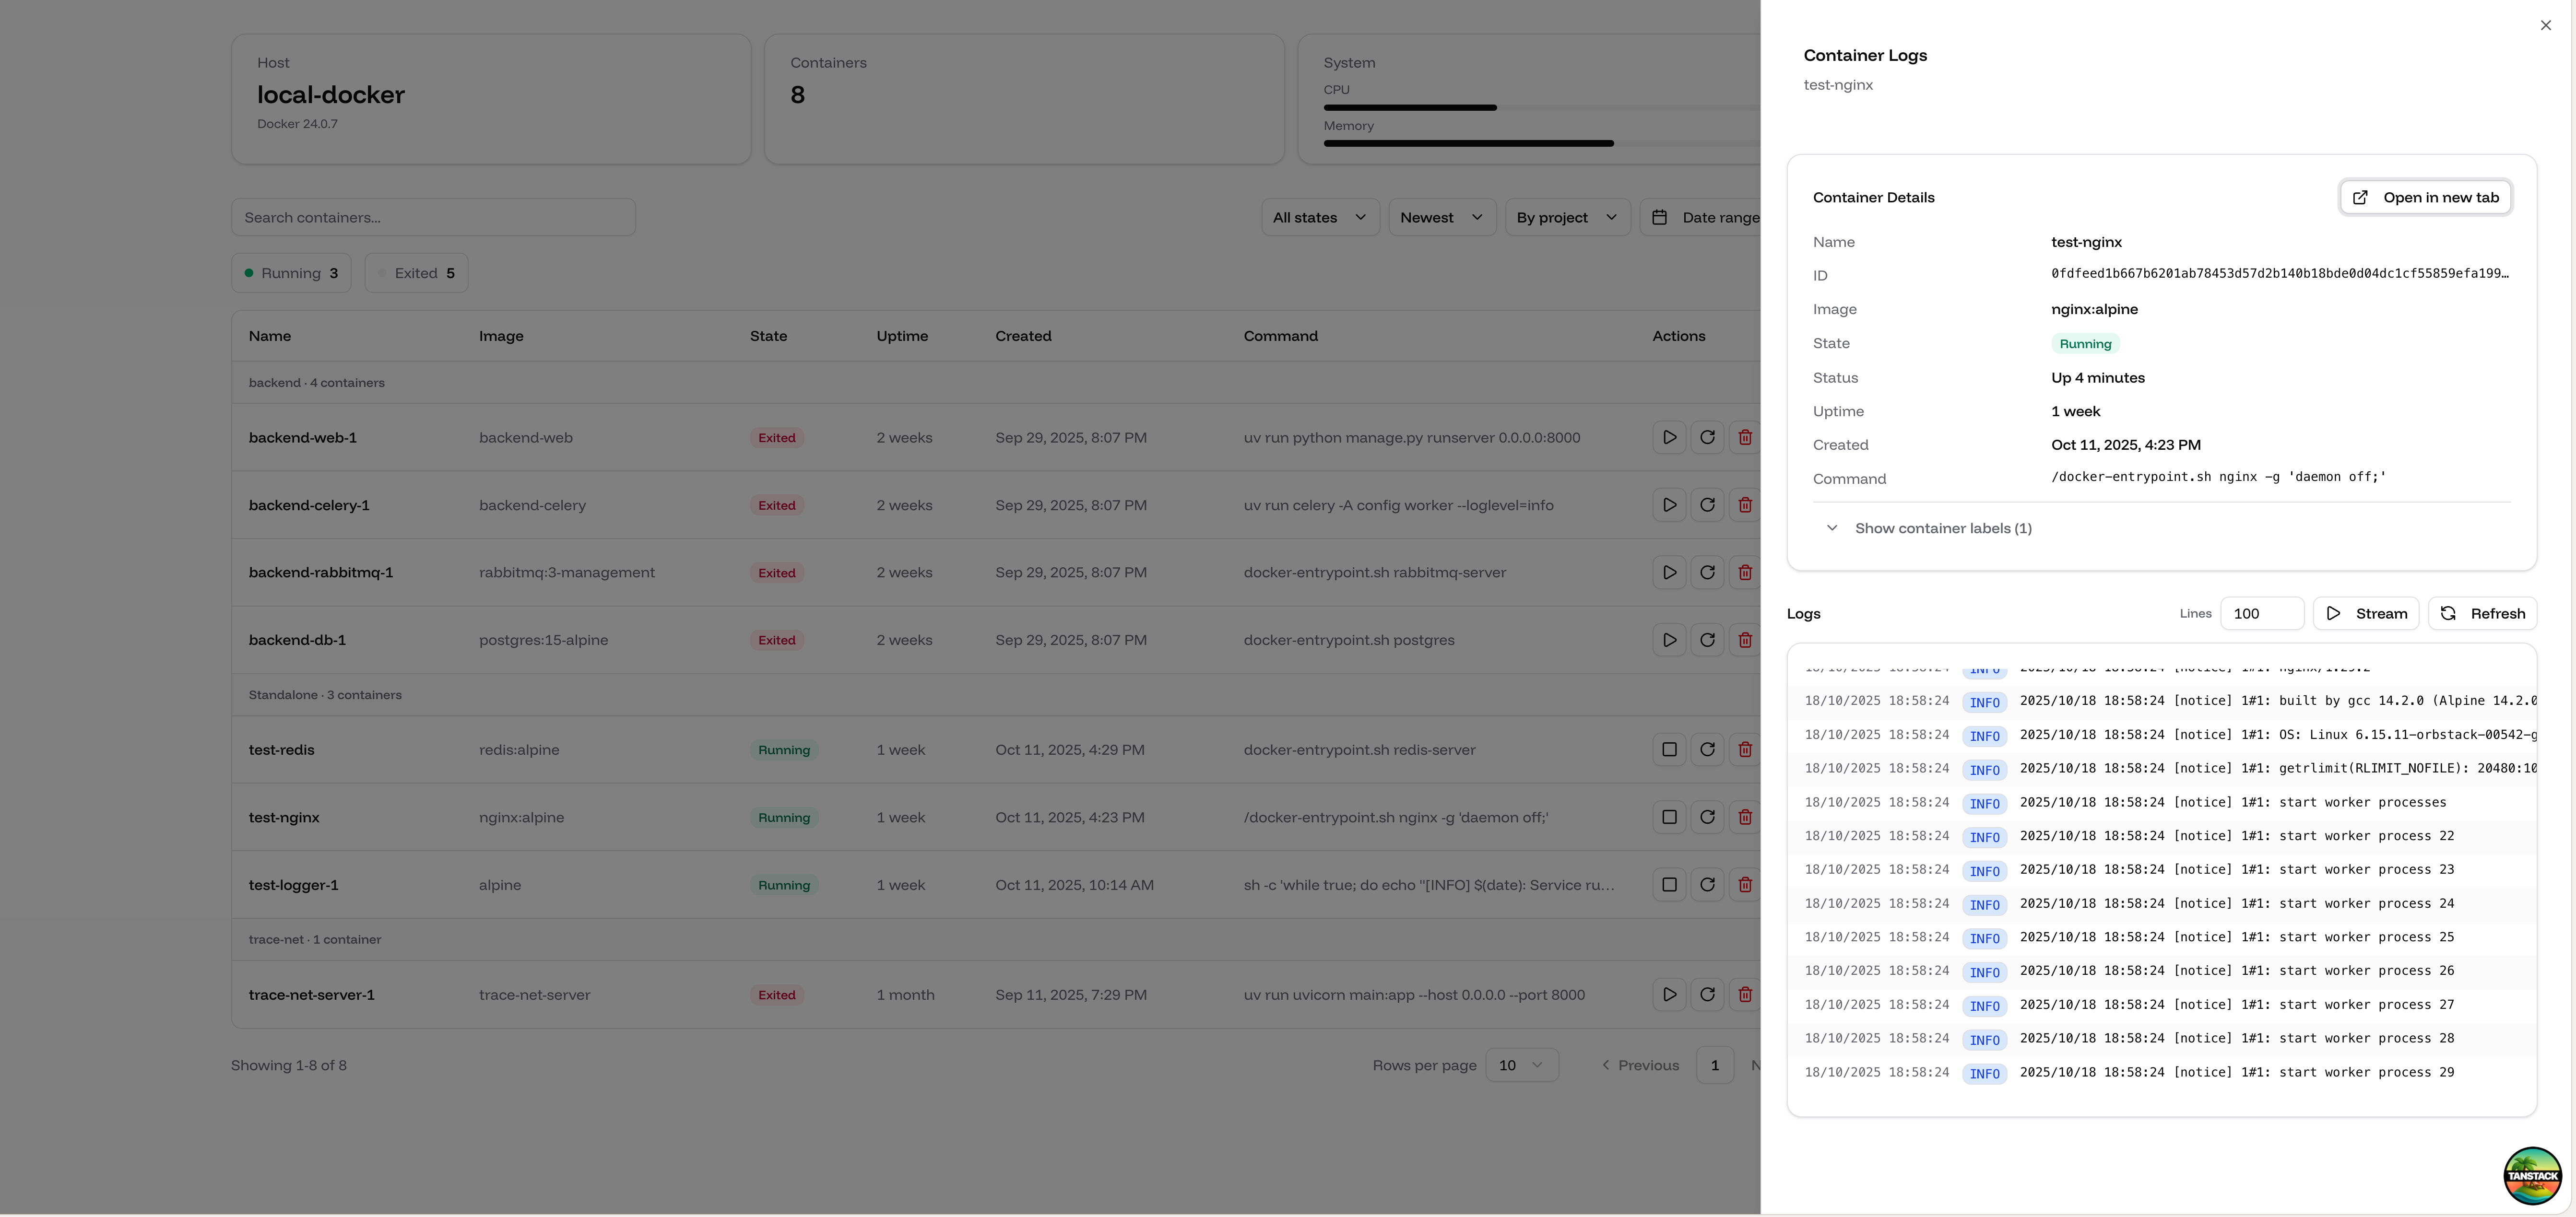 Host
local-docker
Docker 24.0.7
Containers
8
System
CPU
Memory
Search containers...
All states
Newest
By project
Date range
Running 3
Exited 5
Name Image State Uptime Created Command Actions
backend · 4 containers
backend-web-1 backend-web Exited 2 weeks Sep 29, 2025, 8:07 PM uv run python manage.py runserver 0.0.0.0:8000
backend-celery-1 backend-celery Exited 2 weeks Sep 29, 2025, 8:07 PM uv run celery -A config worker --loglevel=info
backend-rabbitmq-1 rabbitmq:3-management Exited 2 weeks Sep 29, 2025, 8:07 PM docker-entrypoint.sh rabbitmq-server
backend-db-1 postgres:15-alpine Exited 2 weeks Sep 29, 2025, 8:07 PM docker-entrypoint.sh postgres
Standalone · 3 containers
test-redis redis:alpine Running 1 week Oct 11, 2025, 4:29 PM docker-entrypoint.sh redis-server
test-nginx nginx:alpine Running 1 week Oct 11, 2025, 4:23 PM /docker-entrypoint.sh nginx -g 'daemon off;'
test-logger-1 alpine Running 1 week Oct 11, 2025, 10:14 AM sh -c 'while true; do echo "[INFO] $(date): Service ru...
trace-net · 1 container
trace-net-server-1 trace-net-server Exited 1 month Sep 11, 2025, 7:29 PM uv run uvicorn main:app --host 0.0.0.0 --port 8000
Showing 1-8 of 8
Rows per page 10 Previous 1 N
Container Logs
test-nginx
Container Details
Open in new tab
Name test-nginx
ID 0fdfeed1b667b6201ab78453d57d2b140b18bde0d04dc1cf55859efa199…
Image nginx:alpine
State Running
Status Up 4 minutes
Uptime 1 week
Created Oct 11, 2025, 4:23 PM
Command /docker-entrypoint.sh nginx -g 'daemon off;'
Show container labels (1)
Logs
Lines 100 Stream Refresh
18/10/2025 18:58:24 INFO 2025/10/18 18:58:24 [notice] 1#1: nginx/1.29.2
18/10/2025 18:58:24 INFO 2025/10/18 18:58:24 [notice] 1#1: built by gcc 14.2.0 (Alpine 14.2.0
18/10/2025 18:58:24 INFO 2025/10/18 18:58:24 [notice] 1#1: OS: Linux 6.15.11-orbstack-00542-g
18/10/2025 18:58:24 INFO 2025/10/18 18:58:24 [notice] 1#1: getrlimit(RLIMIT_NOFILE): 20480:10
18/10/2025 18:58:24 INFO 2025/10/18 18:58:24 [notice] 1#1: start worker processes
18/10/2025 18:58:24 INFO 2025/10/18 18:58:24 [notice] 1#1: start worker process 22
18/10/2025 18:58:24 INFO 2025/10/18 18:58:24 [notice] 1#1: start worker process 23
18/10/2025 18:58:24 INFO 2025/10/18 18:58:24 [notice] 1#1: start worker process 24
18/10/2025 18:58:24 INFO 2025/10/18 18:58:24 [notice] 1#1: start worker process 25
18/10/2025 18:58:24 INFO 2025/10/18 18:58:24 [notice] 1#1: start worker process 26
18/10/2025 18:58:24 INFO 2025/10/18 18:58:24 [notice] 1#1: start worker process 27
18/10/2025 18:58:24 INFO 2025/10/18 18:58:24 [notice] 1#1: start worker process 28
18/10/2025 18:58:24 INFO 2025/10/18 18:58:24 [notice] 1#1: start worker process 29
TANSTACK